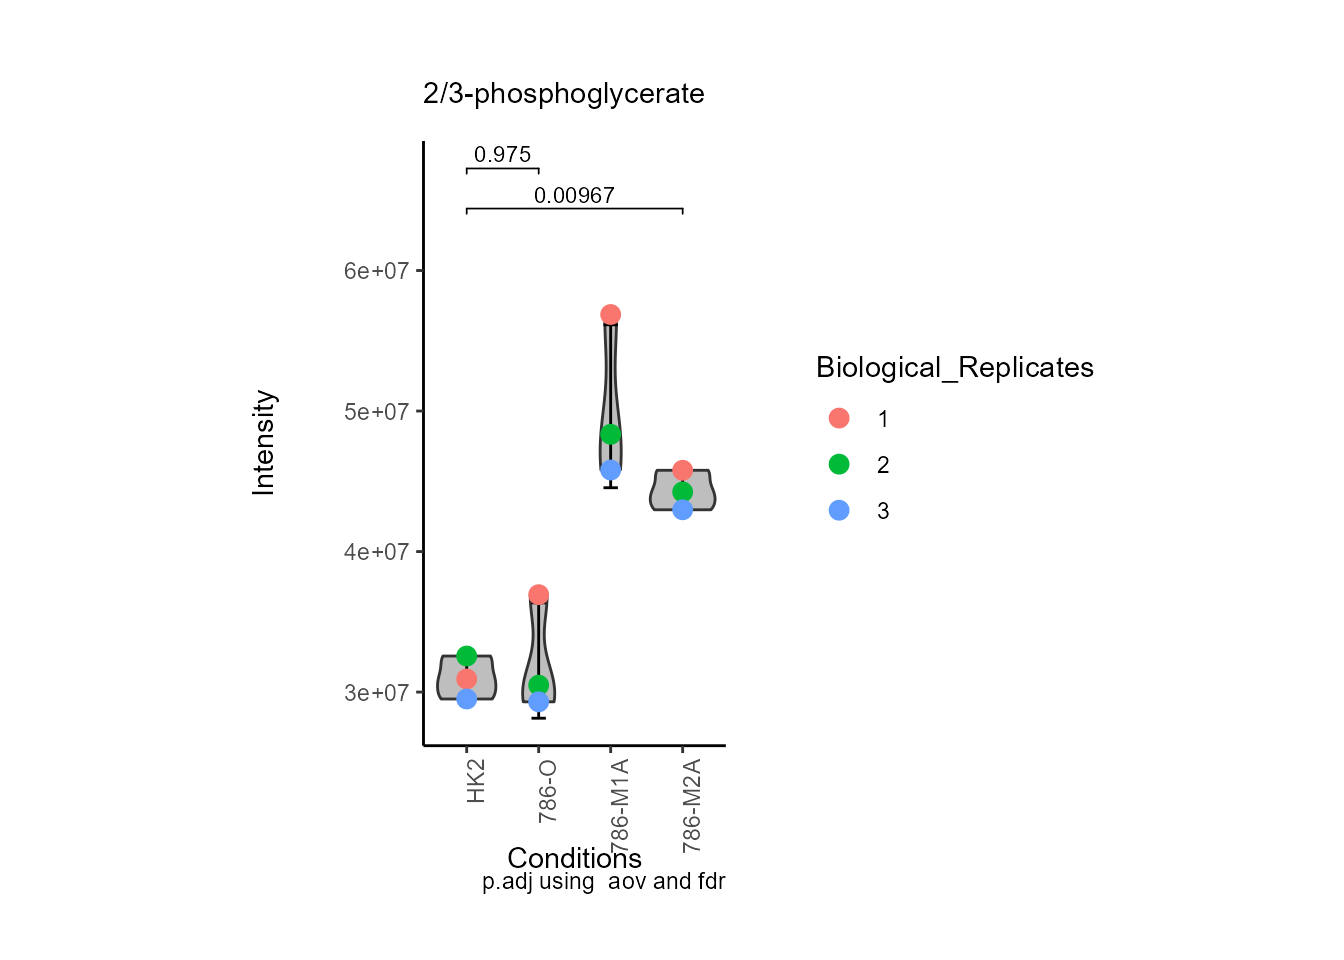 2/3-phosphoglycerate
0.975
0.00967
6e+07
5e+07
4e+07
3e+07
Intensity
HK2
786-O
786-M1A
786-M2A
Conditions
p.adj using  aov and fdr
Biological_Replicates
1
2
3